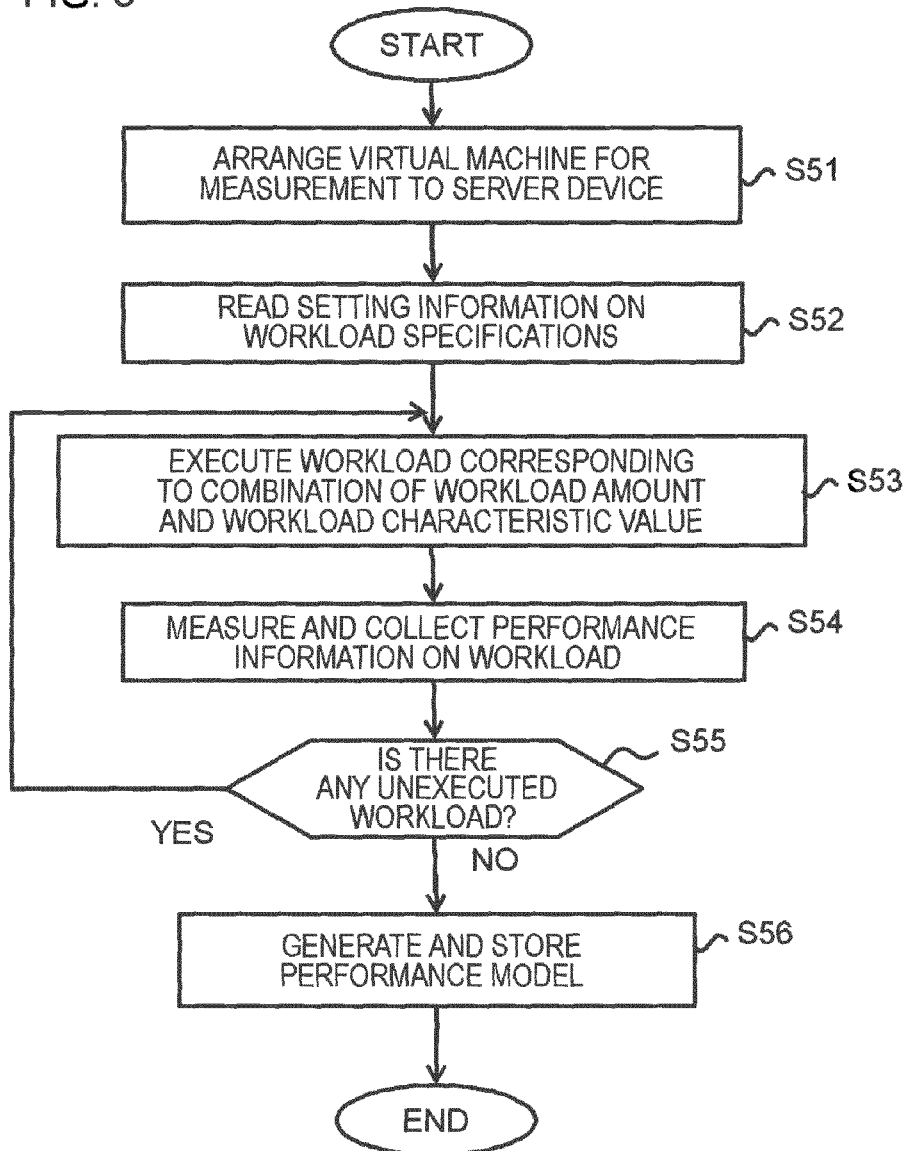 START
ARRANGE VIRTUAL MACHINE FOR
MEASUREMENT TO SERVER DEVICE
S51
READ SETTING INFORMATION ON
WORKLOAD SPECIFICATIONS
S52
EXECUTE WORKLOAD CORRESPONDING
TO COMBINATION OF WORKLOAD AMOUNT
AND WORKLOAD CHARACTERISTIC VALUE
S53
MEASURE AND COLLECT PERFORMANCE
INFORMATION ON WORKLOAD
S54
IS THERE
ANY UNEXECUTED
WORKLOAD?
S55
YES
NO
GENERATE AND STORE
PERFORMANCE MODEL
S56
END